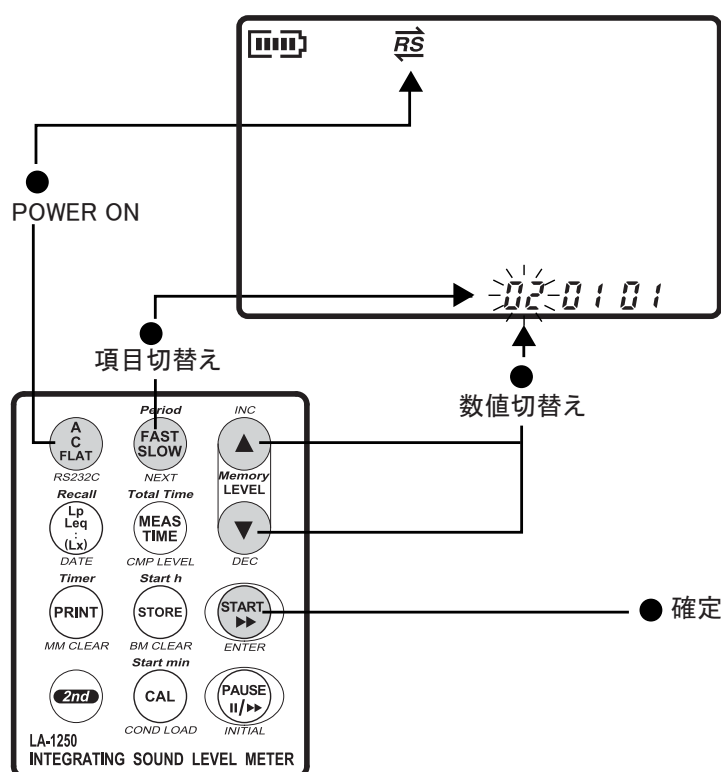 RS
POWER ON
02 01 01
項目切替え
数値切替え
Period
INC
A
C
FLAT
FAST
SLOW
▲
RS232C
NEXT
Memory
LEVEL
Recall
Total Time
Lp
Leq
:
(Lx)
MEAS
TIME
▼
DATE
CMP LEVEL
DEC
Timer
Start h
PRINT
STORE
START
▶▶
確定
MM CLEAR
BM CLEAR
ENTER
Start min
2nd
CAL
PAUSE
II/▶▶
COND LOAD
INITIAL
LA-1250
INTEGRATING SOUND LEVEL METER